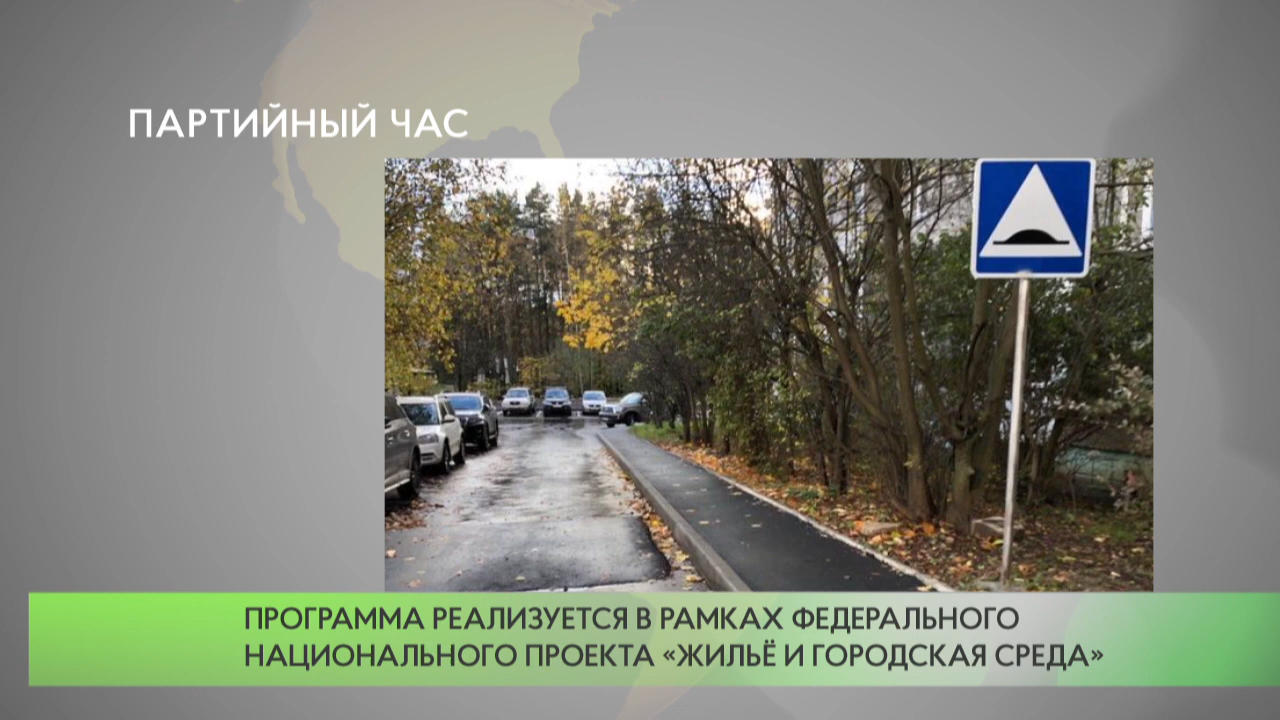 ПАРТИЙНЫЙ ЧАС
ПРОГРАММА РЕАЛИЗУЕТСЯ В РАМКАХ ФЕДЕРАЛЬНОГО
НАЦИОНАЛЬНОГО ПРОЕКТА «ЖИЛЬЁ И ГОРОДСКАЯ СРЕДА»